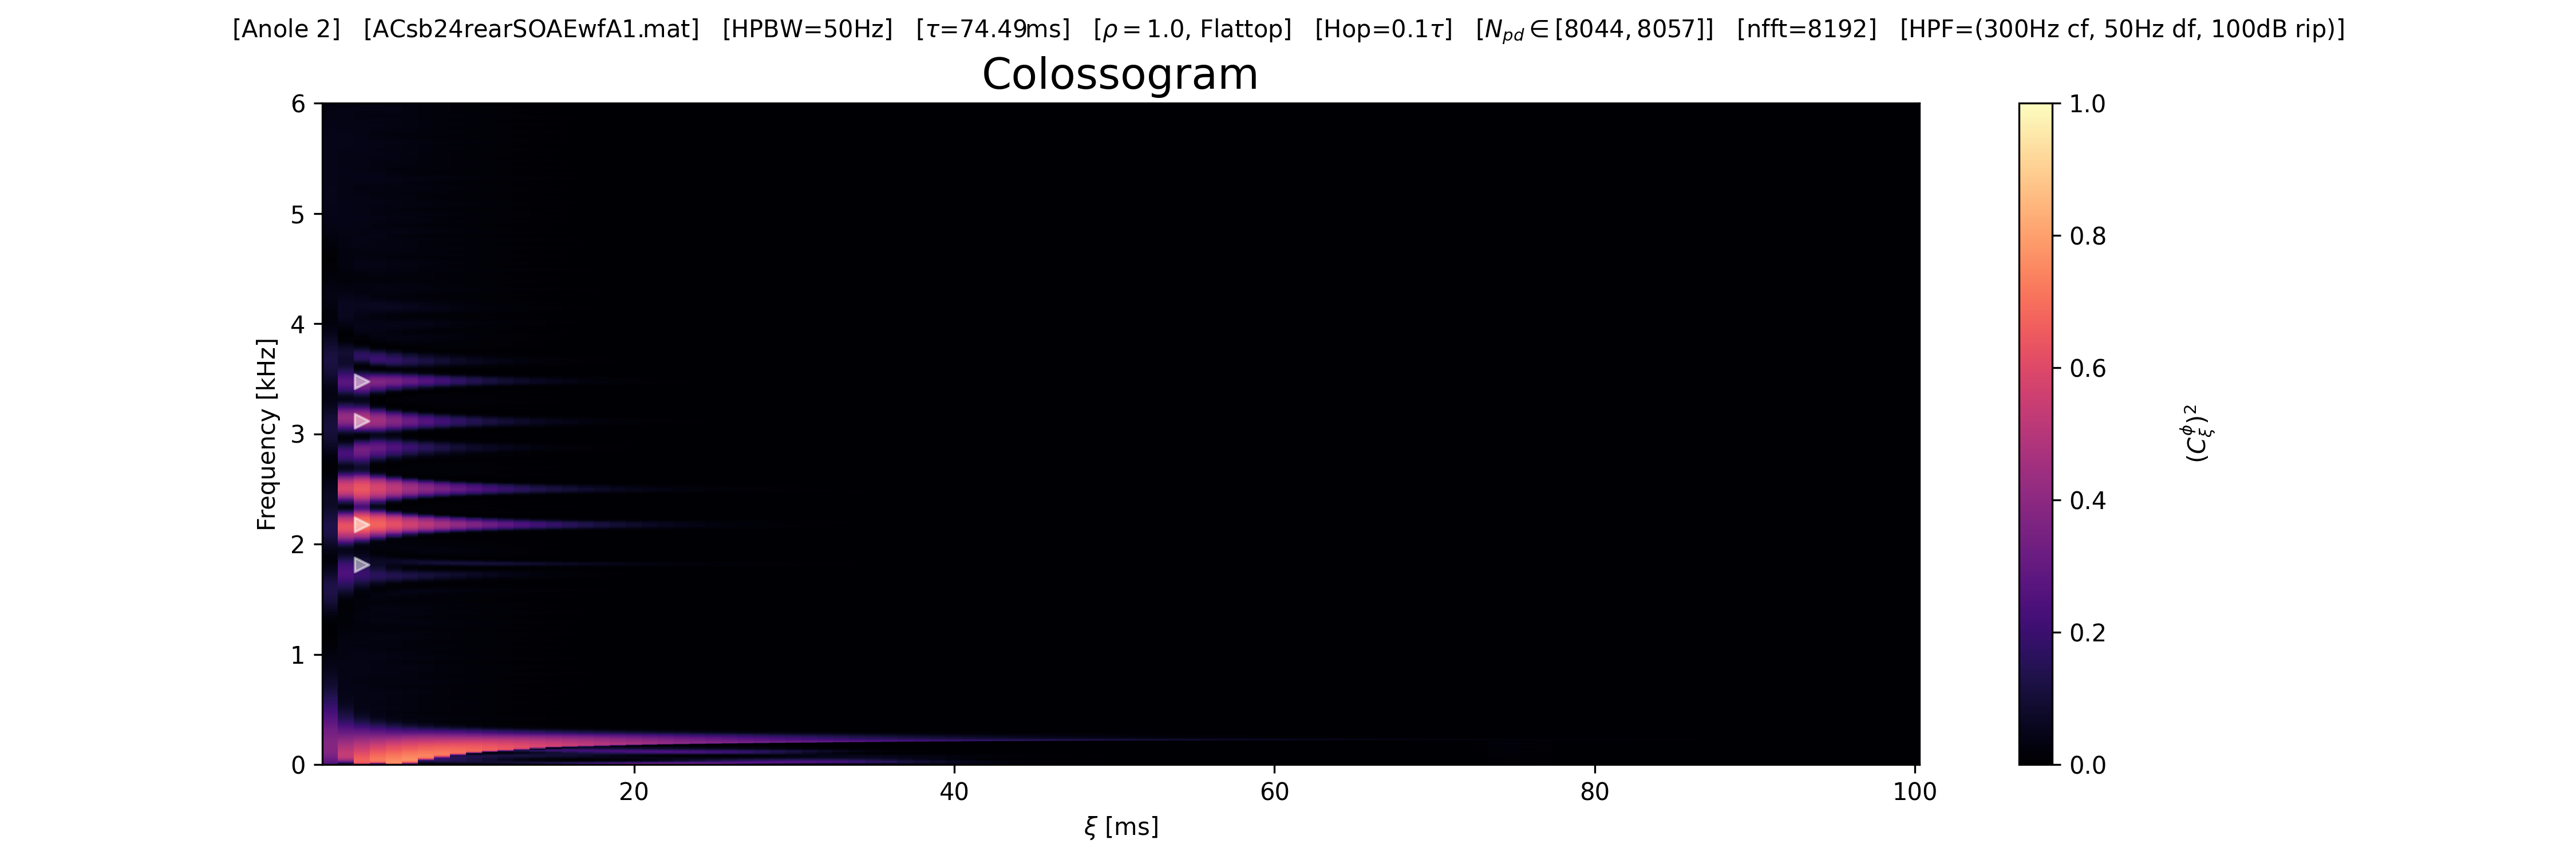 [Anole 2] [ACsb24rearSOAEwfA1.mat] [HPBW=50Hz] [τ=74.49ms] [ρ = 1.0, Flattop] [Hop=0.1τ] [N_{pd} ∈ [8044, 8057]] [nfft=8192] [HPF=(300Hz cf, 50Hz df, 100dB rip)]
Colossogram
6
5
4
3
2
1
0
Frequency [kHz]
20 40 60 80 100
ξ [ms]
1.0
0.8
0.6
0.4
0.2
0.0
(C_ξ^ϕ)^2